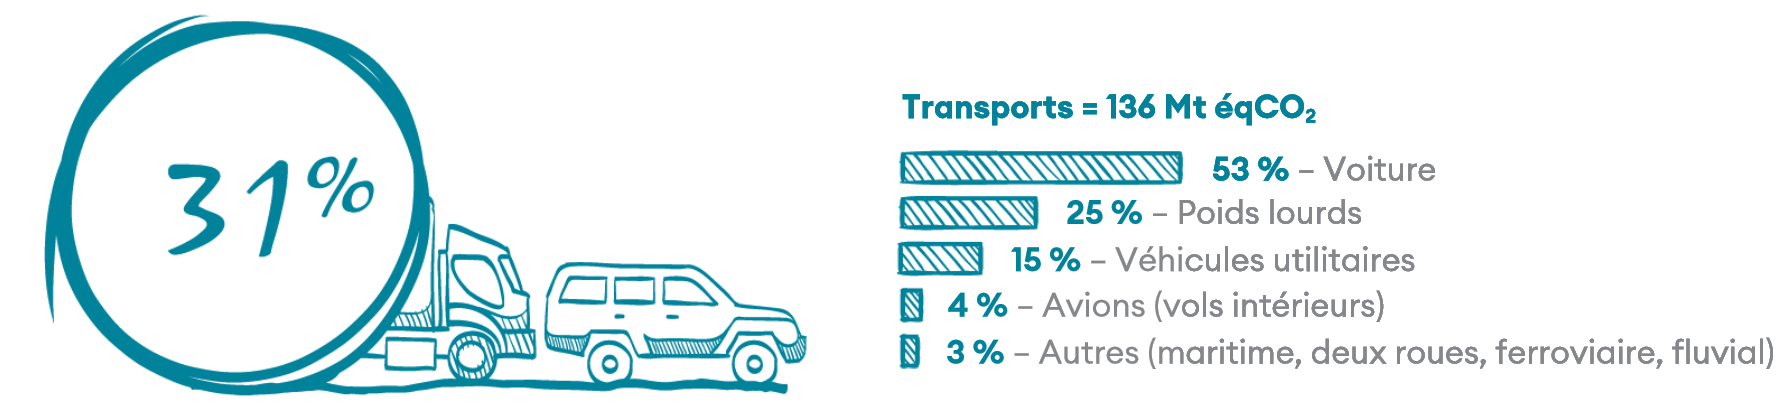 31%
Transports = 136 Mt éqCO₂
53 % – Voiture
25 % – Poids lourds
15 % – Véhicules utilitaires
4 % – Avions (vols intérieurs)
3 % – Autres (maritime, deux roues, ferroviaire, fluvial)